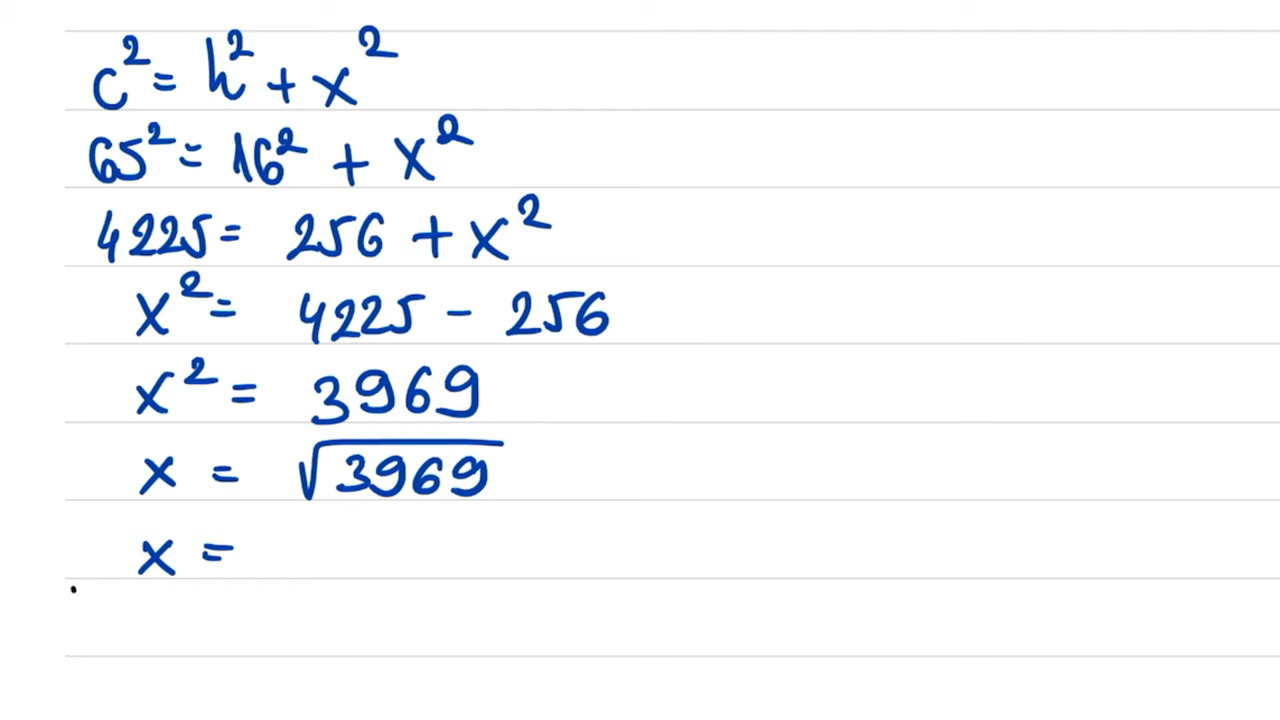 c² = h² + x²
65² = 16² + x²
4225 = 256 + x²
x² = 4225 - 256
x² = 3969
x = √3969
x =